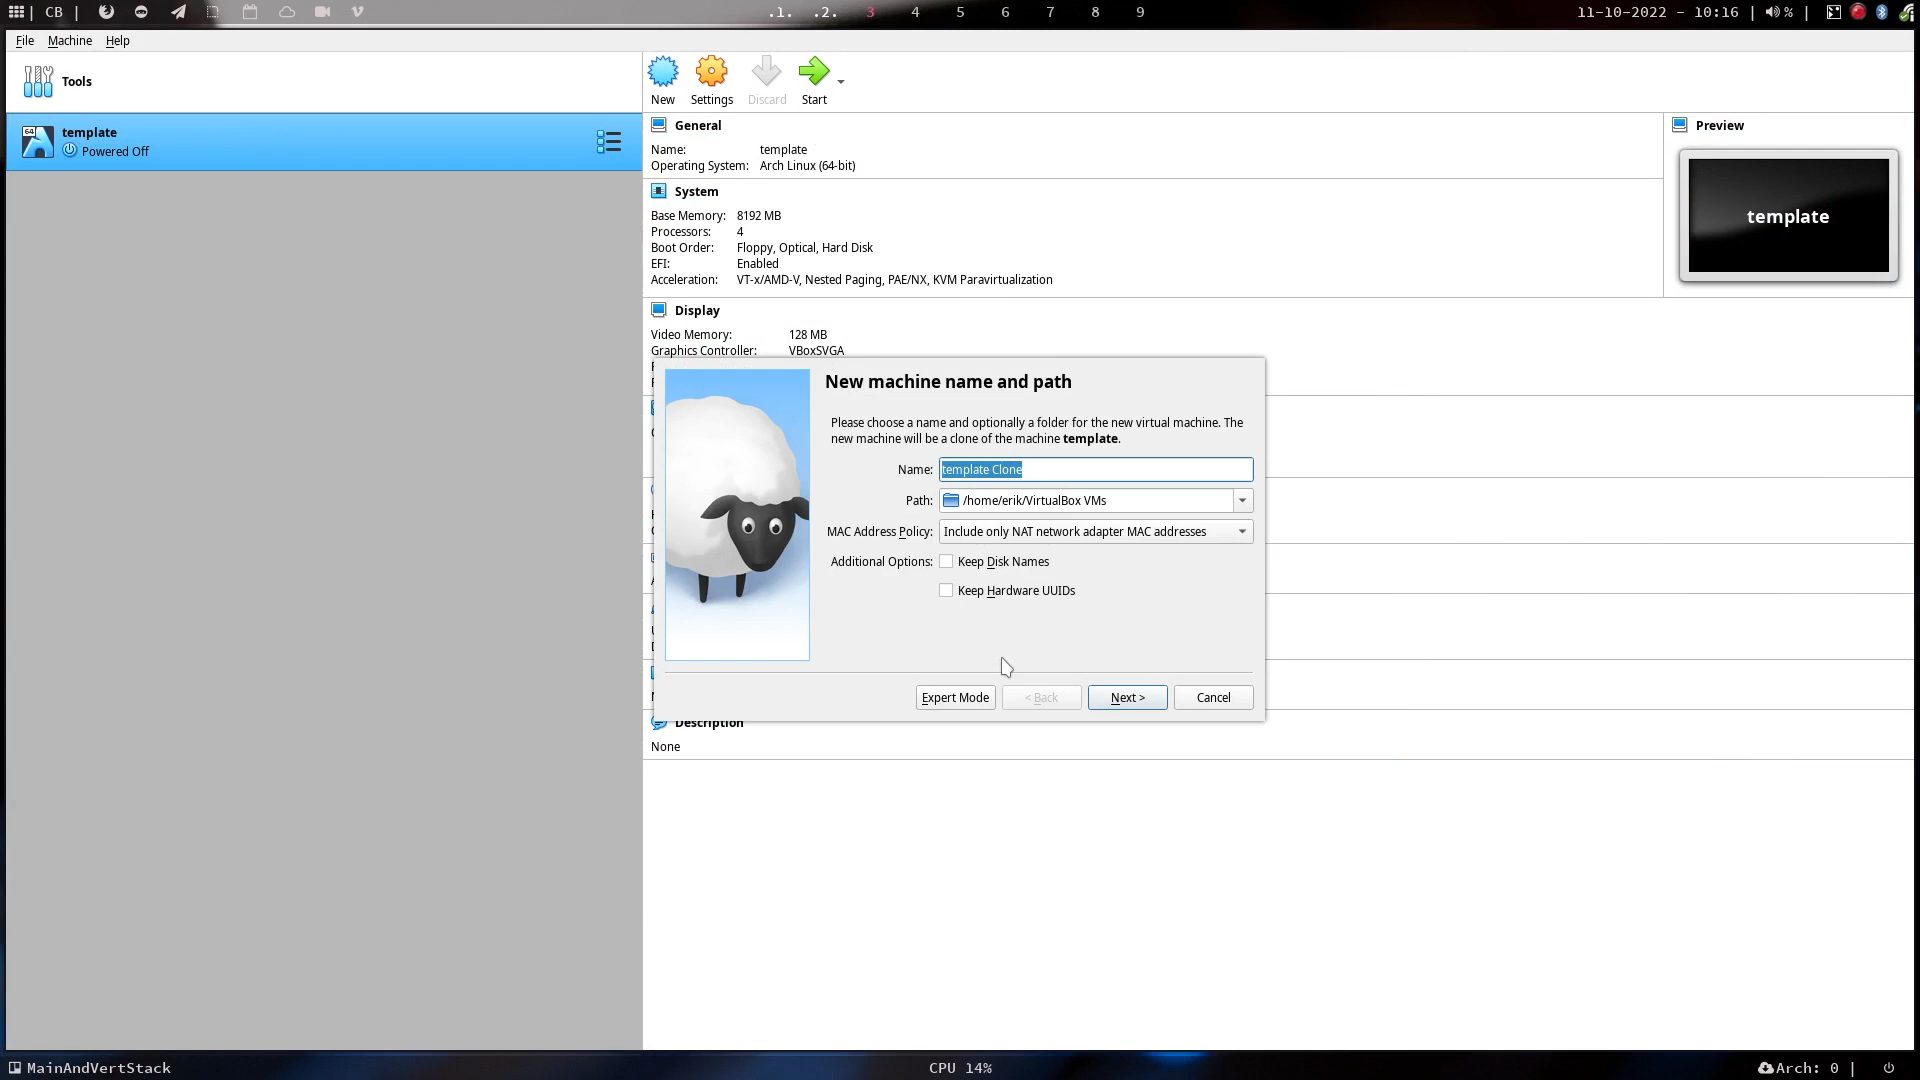 CB
.1. .2. 3 4 5 6 7 8 9
11-10-2022 - 10:16 | % |
File Machine Help
Tools
New Settings Discard Start
64 template
Powered Off
General
Name: template
Operating System: Arch Linux (64-bit)
Preview
template
System
Base Memory: 8192 MB
Processors: 4
Boot Order: Floppy, Optical, Hard Disk
EFI: Enabled
Acceleration: VT-x/AMD-V, Nested Paging, PAE/NX, KVM Paravirtualization
Display
Video Memory: 128 MB
Graphics Controller: VBoxSVGA
New machine name and path
Please choose a name and optionally a folder for the new virtual machine. The
new machine will be a clone of the machine template.
Name: template Clone
Path: /home/erik/VirtualBox VMs
MAC Address Policy: Include only NAT network adapter MAC addresses
Additional Options: Keep Disk Names
Keep Hardware UUIDs
Expert Mode < Back Next > Cancel
Description
None
MainAndVertStack
CPU 14%
Arch: 0 |